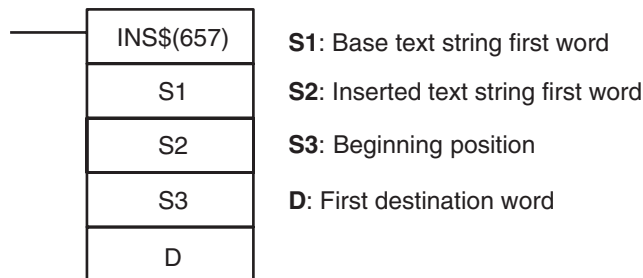 INS$(657)
S1
S2
S3
D
S1: Base text string first word
S2: Inserted text string first word
S3: Beginning position
D: First destination word